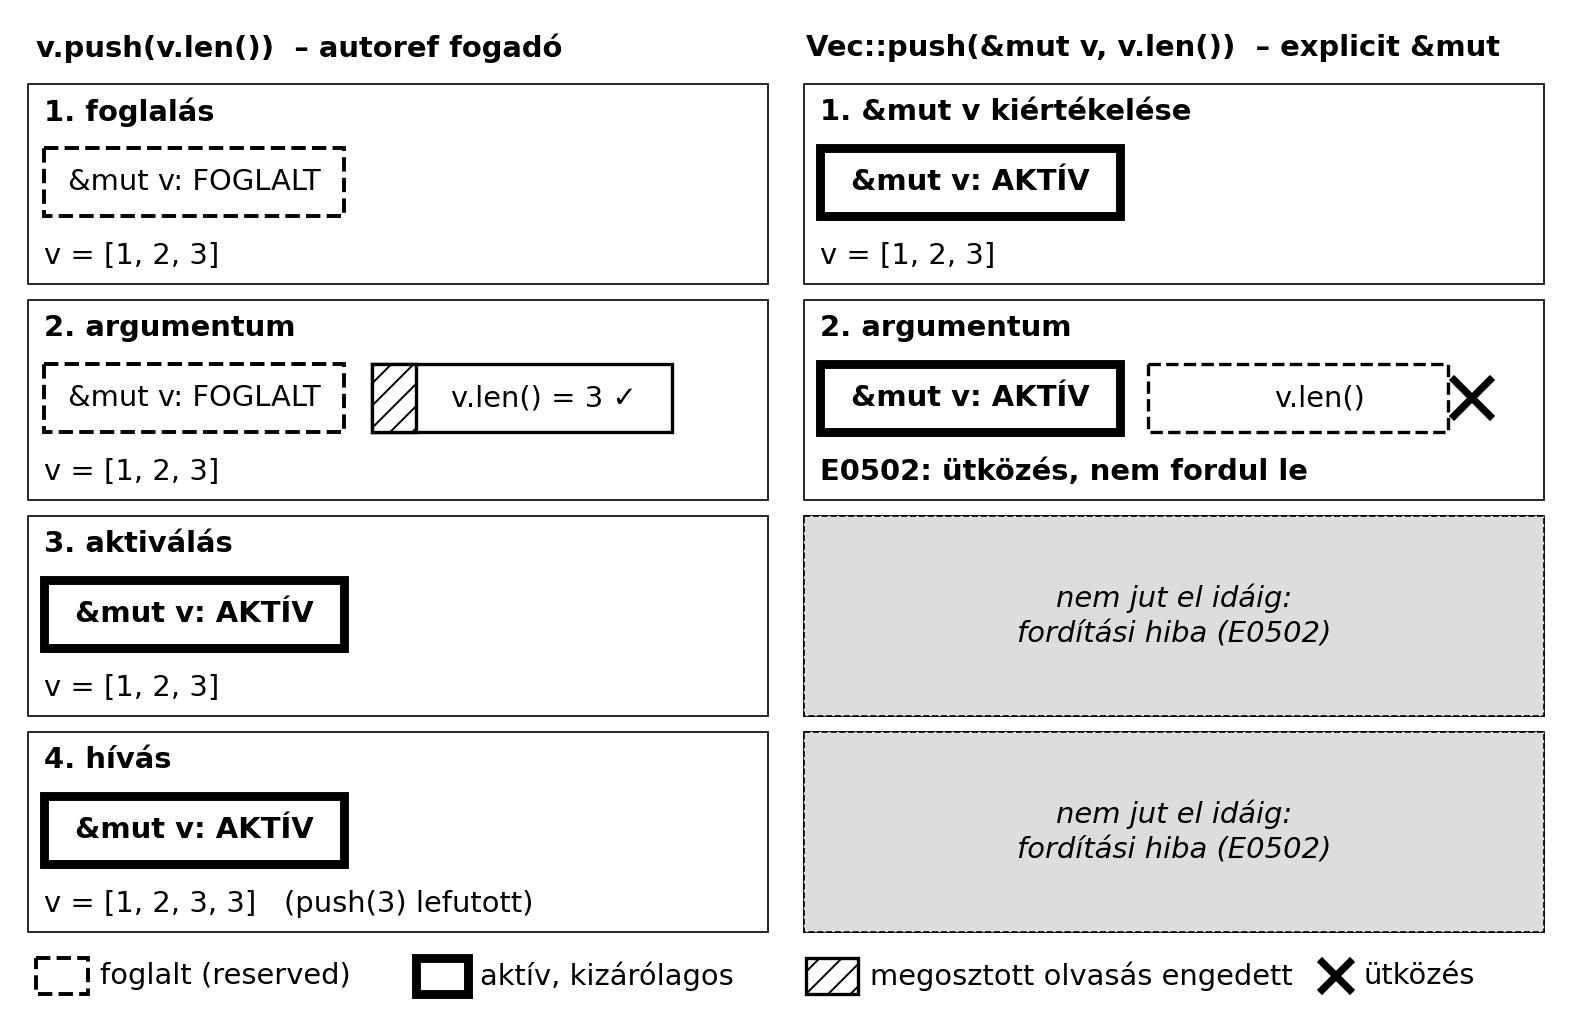 v.push(v.len())  – autoref fogadó
1. foglalás
&mut v: FOGLALT
v = [1, 2, 3]
2. argumentum
&mut v: FOGLALT
v.len() = 3 ✓
v = [1, 2, 3]
3. aktiválás
&mut v: AKTÍV
v = [1, 2, 3]
4. hívás
&mut v: AKTÍV
v = [1, 2, 3, 3]   (push(3) lefutott)
Vec::push(&mut v, v.len())  – explicit &mut
1. &mut v kiértékelése
&mut v: AKTÍV
v = [1, 2, 3]
2. argumentum
&mut v: AKTÍV
v.len()
E0502: ütközés, nem fordul le
nem jut el idáig:
fordítási hiba (E0502)
nem jut el idáig:
fordítási hiba (E0502)
foglalt (reserved)
aktív, kizárólagos
megosztott olvasás engedett
ütközés